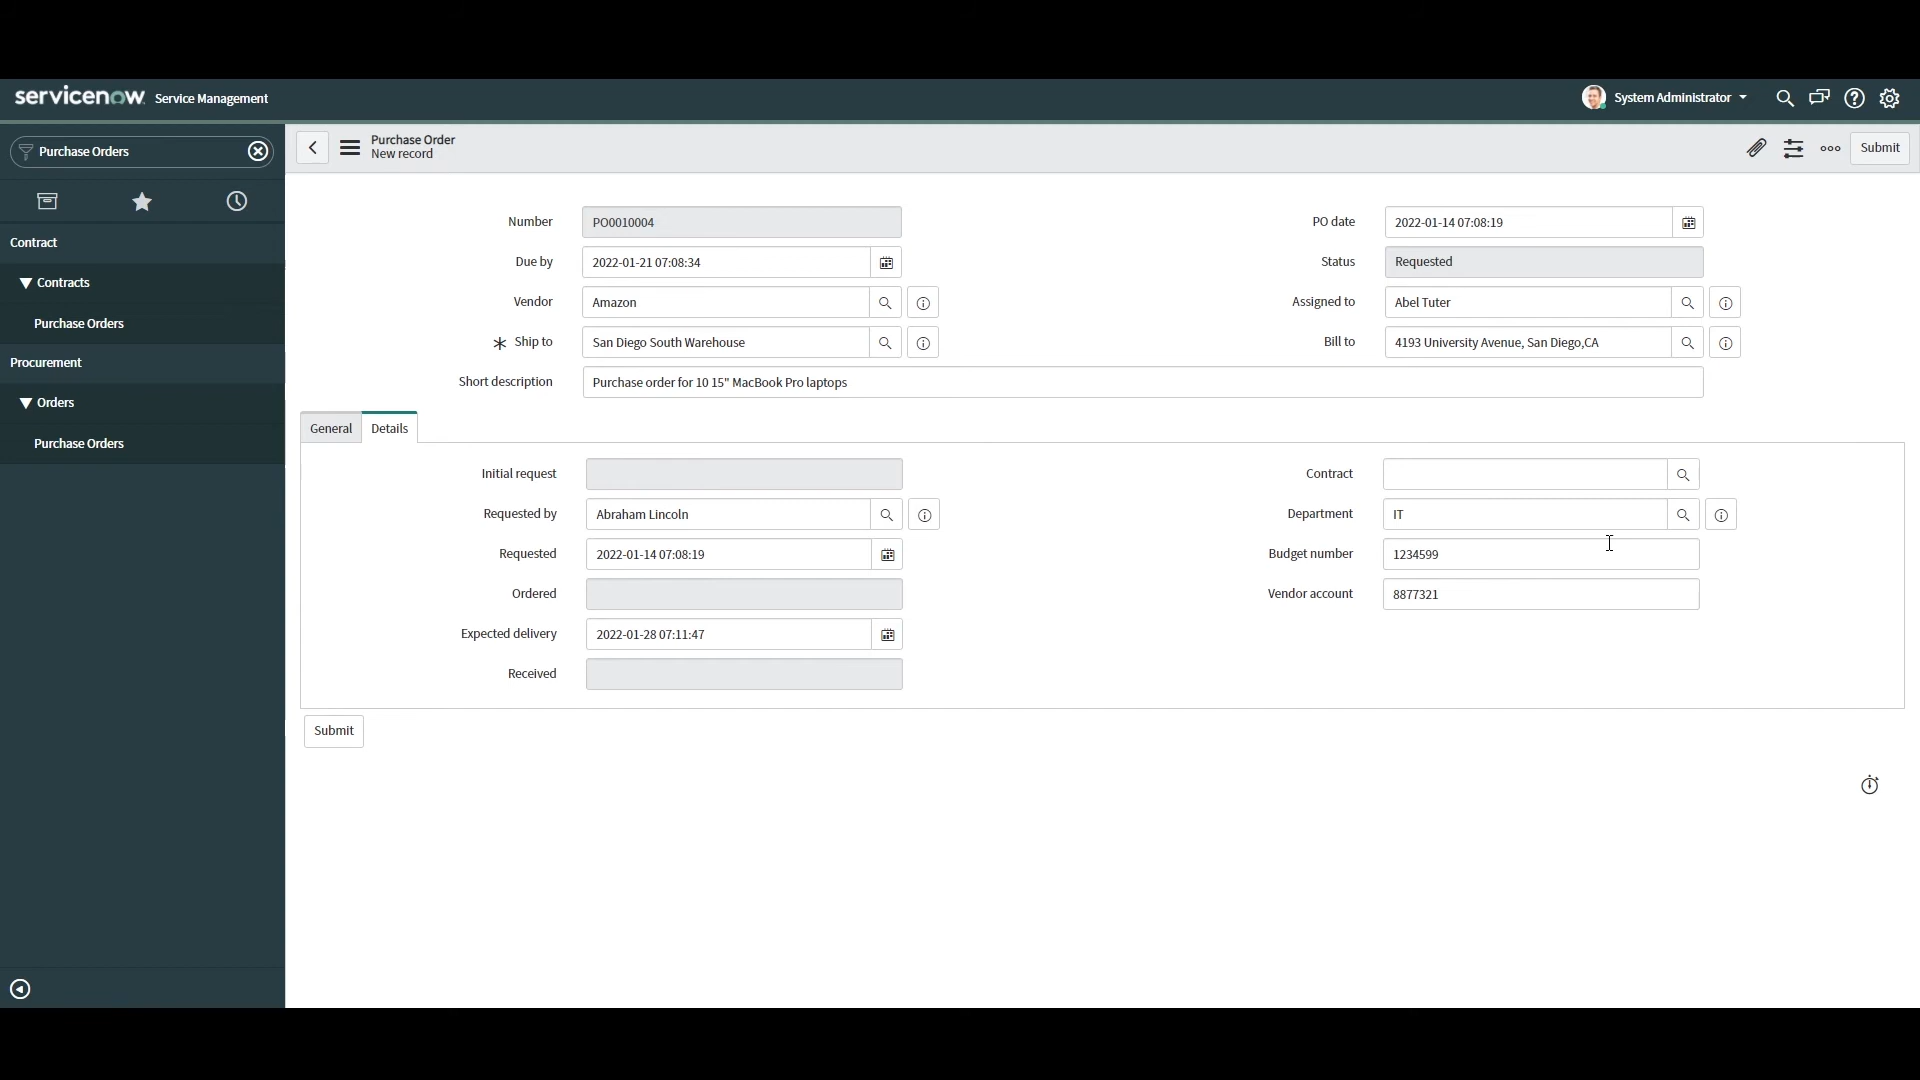 servicenow. Service Management
System Administrator
Purchase Orders
Contract
Contracts
Purchase Orders
Procurement
Orders
Purchase Orders
Purchase Order
New record
Submit
Number PO0010004
PO date 2022-01-14 07:08:19
Due by 2022-01-21 07:08:34
Status Requested
Vendor Amazon
Assigned to Abel Tuter
Ship to San Diego South Warehouse
Bill to 4193 University Avenue, San Diego,CA
Short description Purchase order for 10 15" MacBook Pro laptops
General Details
Initial request
Contract
Requested by Abraham Lincoln
Department IT
Requested 2022-01-14 07:08:19
Budget number 1234599
Ordered
Vendor account 8877321
Expected delivery 2022-01-28 07:11:47
Received
Submit